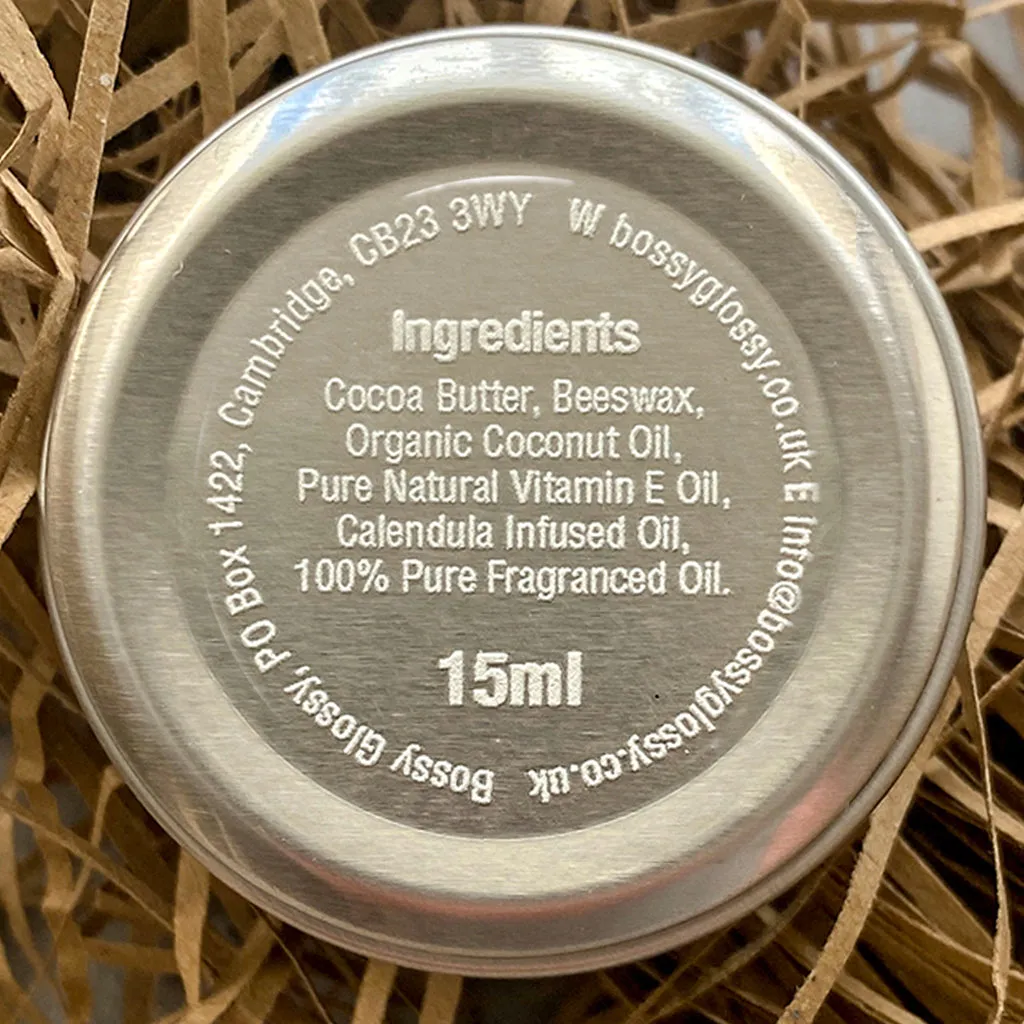 Bossy Glossy, PO Box 1422, Cambridge, CB23 3WY W bossyglossy.co.uk E Info@bossyglossy.co.uk
Ingredients
Cocoa Butter, Beeswax,
Organic Coconut Oil,
Pure Natural Vitamin E Oil,
Calendula Infused Oil,
100% Pure Fragranced Oil.
15ml